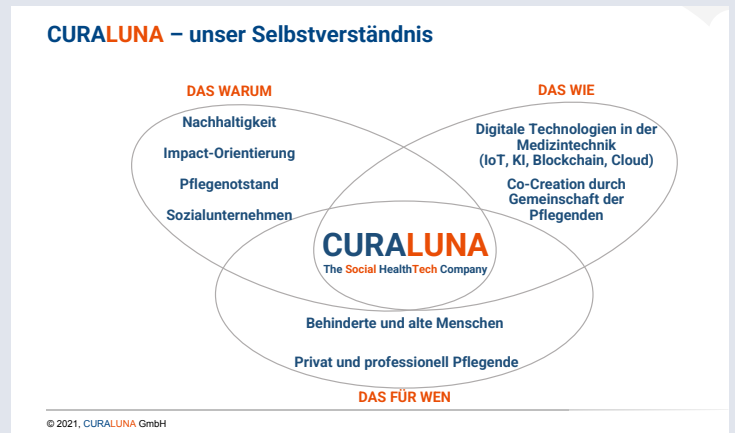 CURALUNA – unser Selbstverständnis
DAS WARUM
Nachhaltigkeit
Impact-Orientierung
Pflegenotstand
Sozialunternehmen
DAS WIE
Digitale Technologien in der
Medizintechnik
(IoT, KI, Blockchain, Cloud)
Co-Creation durch
Gemeinschaft der
Pflegenden
CURALUNA
The Social HealthTech Company
Behinderte und alte Menschen
Privat und professionell Pflegende
DAS FÜR WEN
© 2021, CURALUNA GmbH